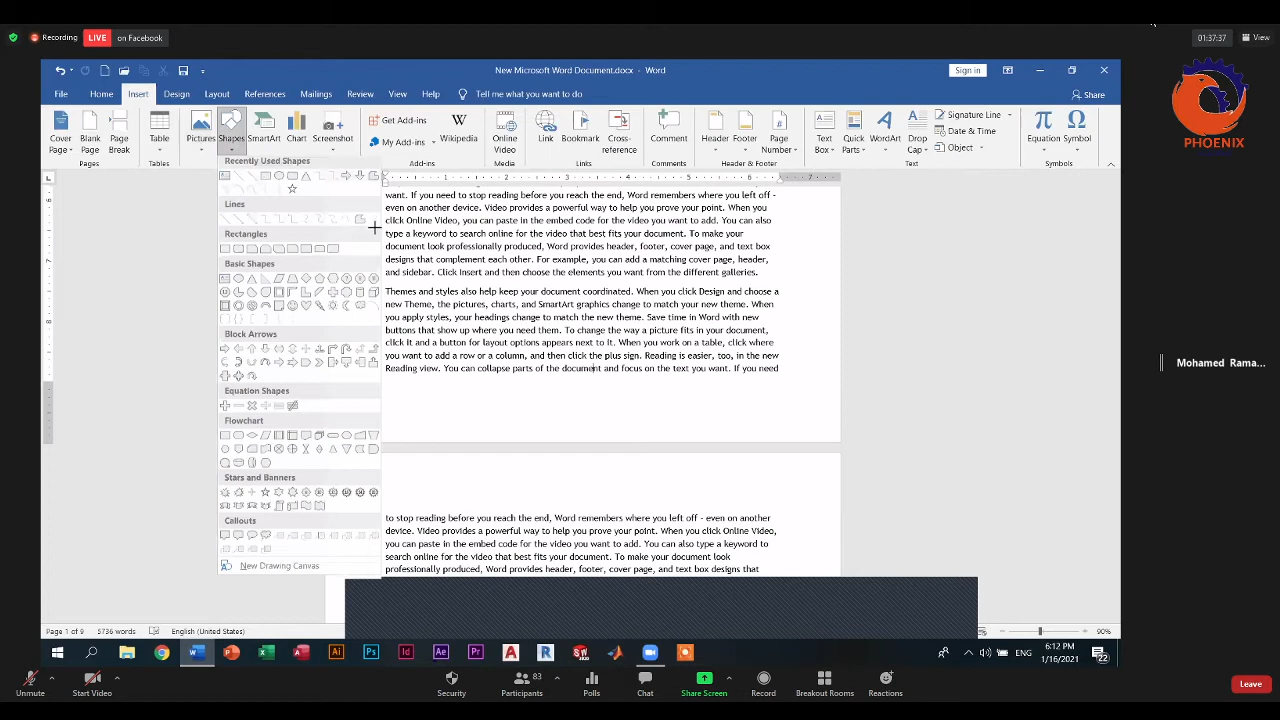 Recording
LIVE
on Facebook
01:37:37
View
New Microsoft Word Document.docx - Word
Sign in
File
Home
Insert
Design
Layout
References
Mailings
Review
View
Help
Tell me what you want to do
Share
Cover Page
Blank Page
Page Break
Table
Pictures
Shapes
SmartArt
Chart
Screenshot
Get Add-ins
My Add-ins
Wikipedia
Online Video
Link
Bookmark
Cross-reference
Comment
Header
Footer
Page Number
Text Box
Quick Parts
WordArt
Drop Cap
Signature Line
Date & Time
Object
Equation
Symbol
Pages
Tables
Add-ins
Media
Links
Comments
Header & Footer
Text
Symbols
PHOENIX
Recently Used Shapes
Lines
Rectangles
Basic Shapes
Block Arrows
Equation Shapes
Flowchart
Stars and Banners
Callouts
New Drawing Canvas
want. If you need to stop reading before you reach the end, Word remembers where you left off -
even on another device. Video provides a powerful way to help you prove your point. When you
click Online Video, you can paste in the embed code for the video you want to add. You can also
type a keyword to search online for the video that best fits your document. To make your
document look professionally produced, Word provides header, footer, cover page, and text box
designs that complement each other. For example, you can add a matching cover page, header,
and sidebar. Click Insert and then choose the elements you want from the different galleries.
Themes and styles also help keep your document coordinated. When you click Design and choose a
new Theme, the pictures, charts, and SmartArt graphics change to match your new theme. When
you apply styles, your headings change to match the new theme. Save time in Word with new
buttons that show up where you need them. To change the way a picture fits in your document,
click it and a button for layout options appears next to it. When you work on a table, click where
you want to add a row or a column, and then click the plus sign. Reading is easier, too, in the new
Reading view. You can collapse parts of the document and focus on the text you want. If you need
to stop reading before you reach the end, Word remembers where you left off - even on another
device. Video provides a powerful way to help you prove your point. When you click Online Video,
you can paste in the embed code for the video you want to add. You can also type a keyword to
search online for the video that best fits your document. To make your document look
professionally produced, Word provides header, footer, cover page, and text box designs that
Mohamed Rama...
Page 1 of 9
5736 words
English (United States)
90%
ENG
6:12 PM
1/16/2021
22
Unmute
Start Video
Security
Participants
83
Polls
Chat
Share Screen
Record
Breakout Rooms
Reactions
Leave